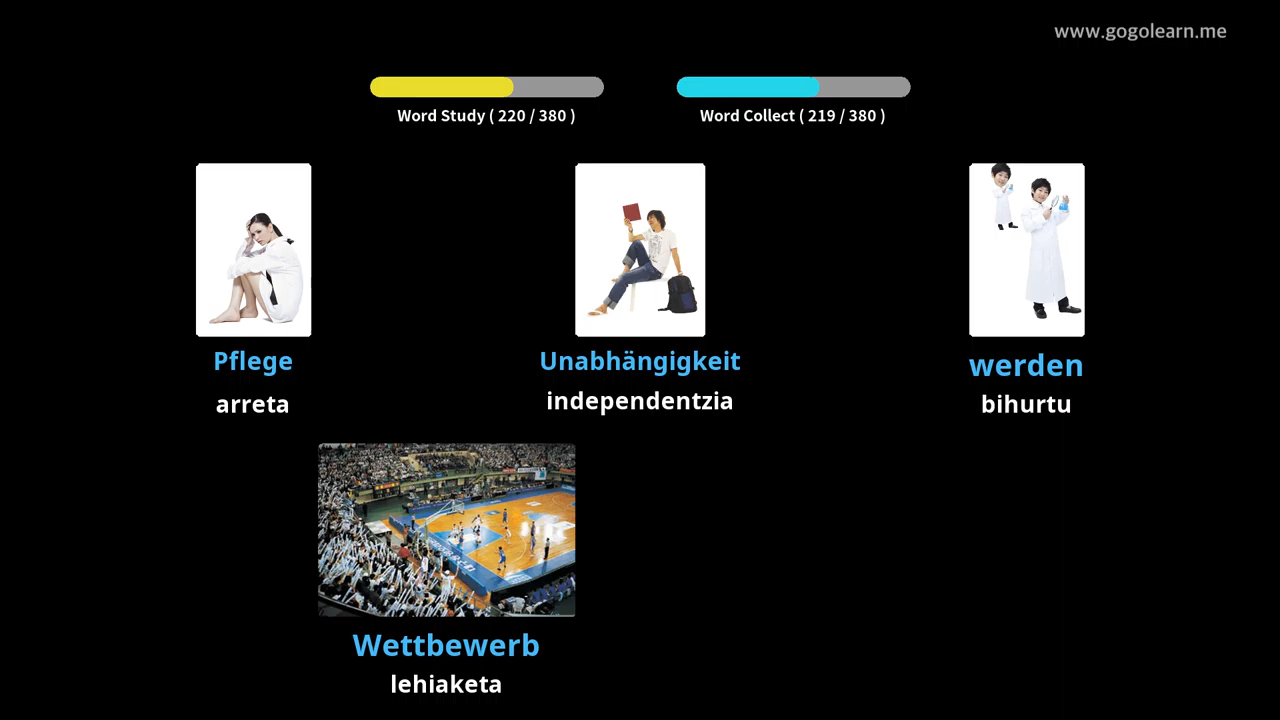 www.gogolearn.me
Word Study ( 220 / 380 )
Word Collect ( 219 / 380 )
Pflege
arreta
Unabhängigkeit
independentzia
werden
bihurtu
Wettbewerb
lehiaketa